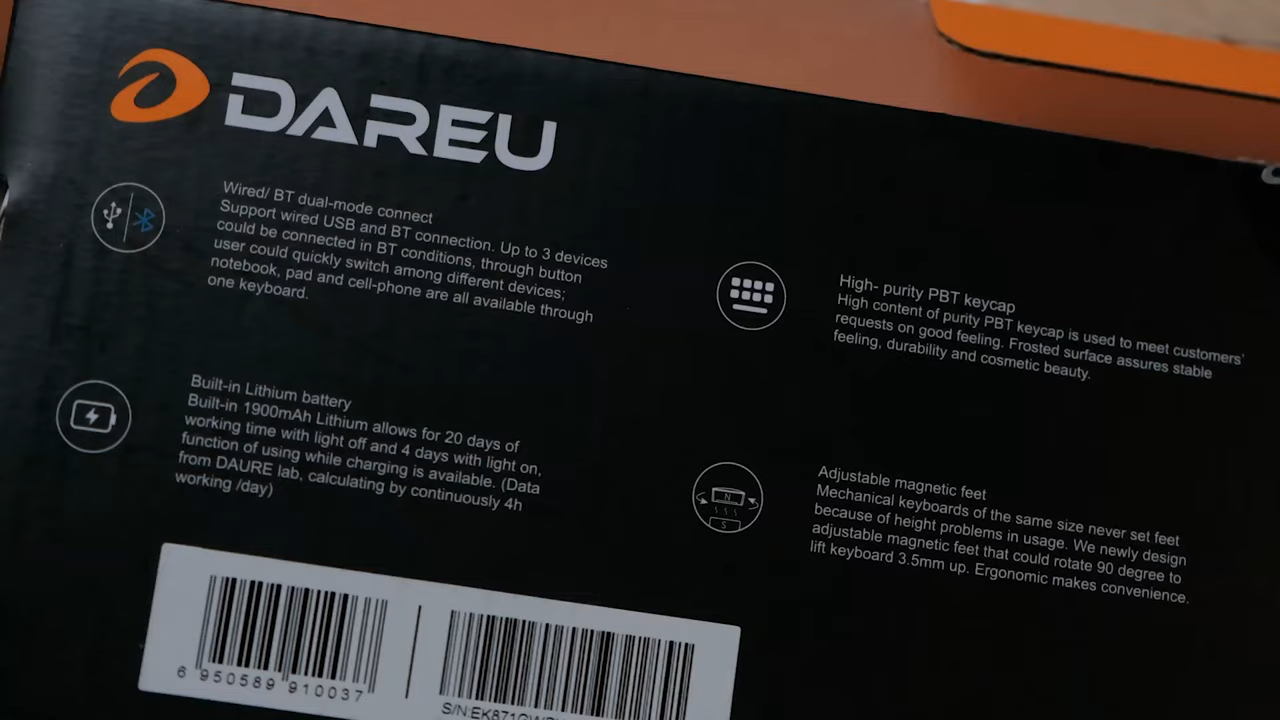 DAREU
Wired/ BT dual-mode connect
Support wired USB and BT connection. Up to 3 devices
could be connected in BT conditions, through button
user could quickly switch among different devices;
notebook, pad and cell-phone are all available through
one keyboard.
High- purity PBT keycap
High content of purity PBT keycap is used to meet customers'
requests on good feeling. Frosted surface assures stable
feeling, durability and cosmetic beauty.
Built-in Lithium battery
Built-in 1900mAh Lithium allows for 20 days of
working time with light off and 4 days with light on,
function of using while charging is available. (Data
from DAURE lab, calculating by continuously 4h
working /day)
N
S
Adjustable magnetic feet
Mechanical keyboards of the same size never set feet
because of height problems in usage. We newly design
adjustable magnetic feet that could rotate 90 degree to
lift keyboard 3.5mm up. Ergonomic makes convenience.
6 950589 910037
S/N: